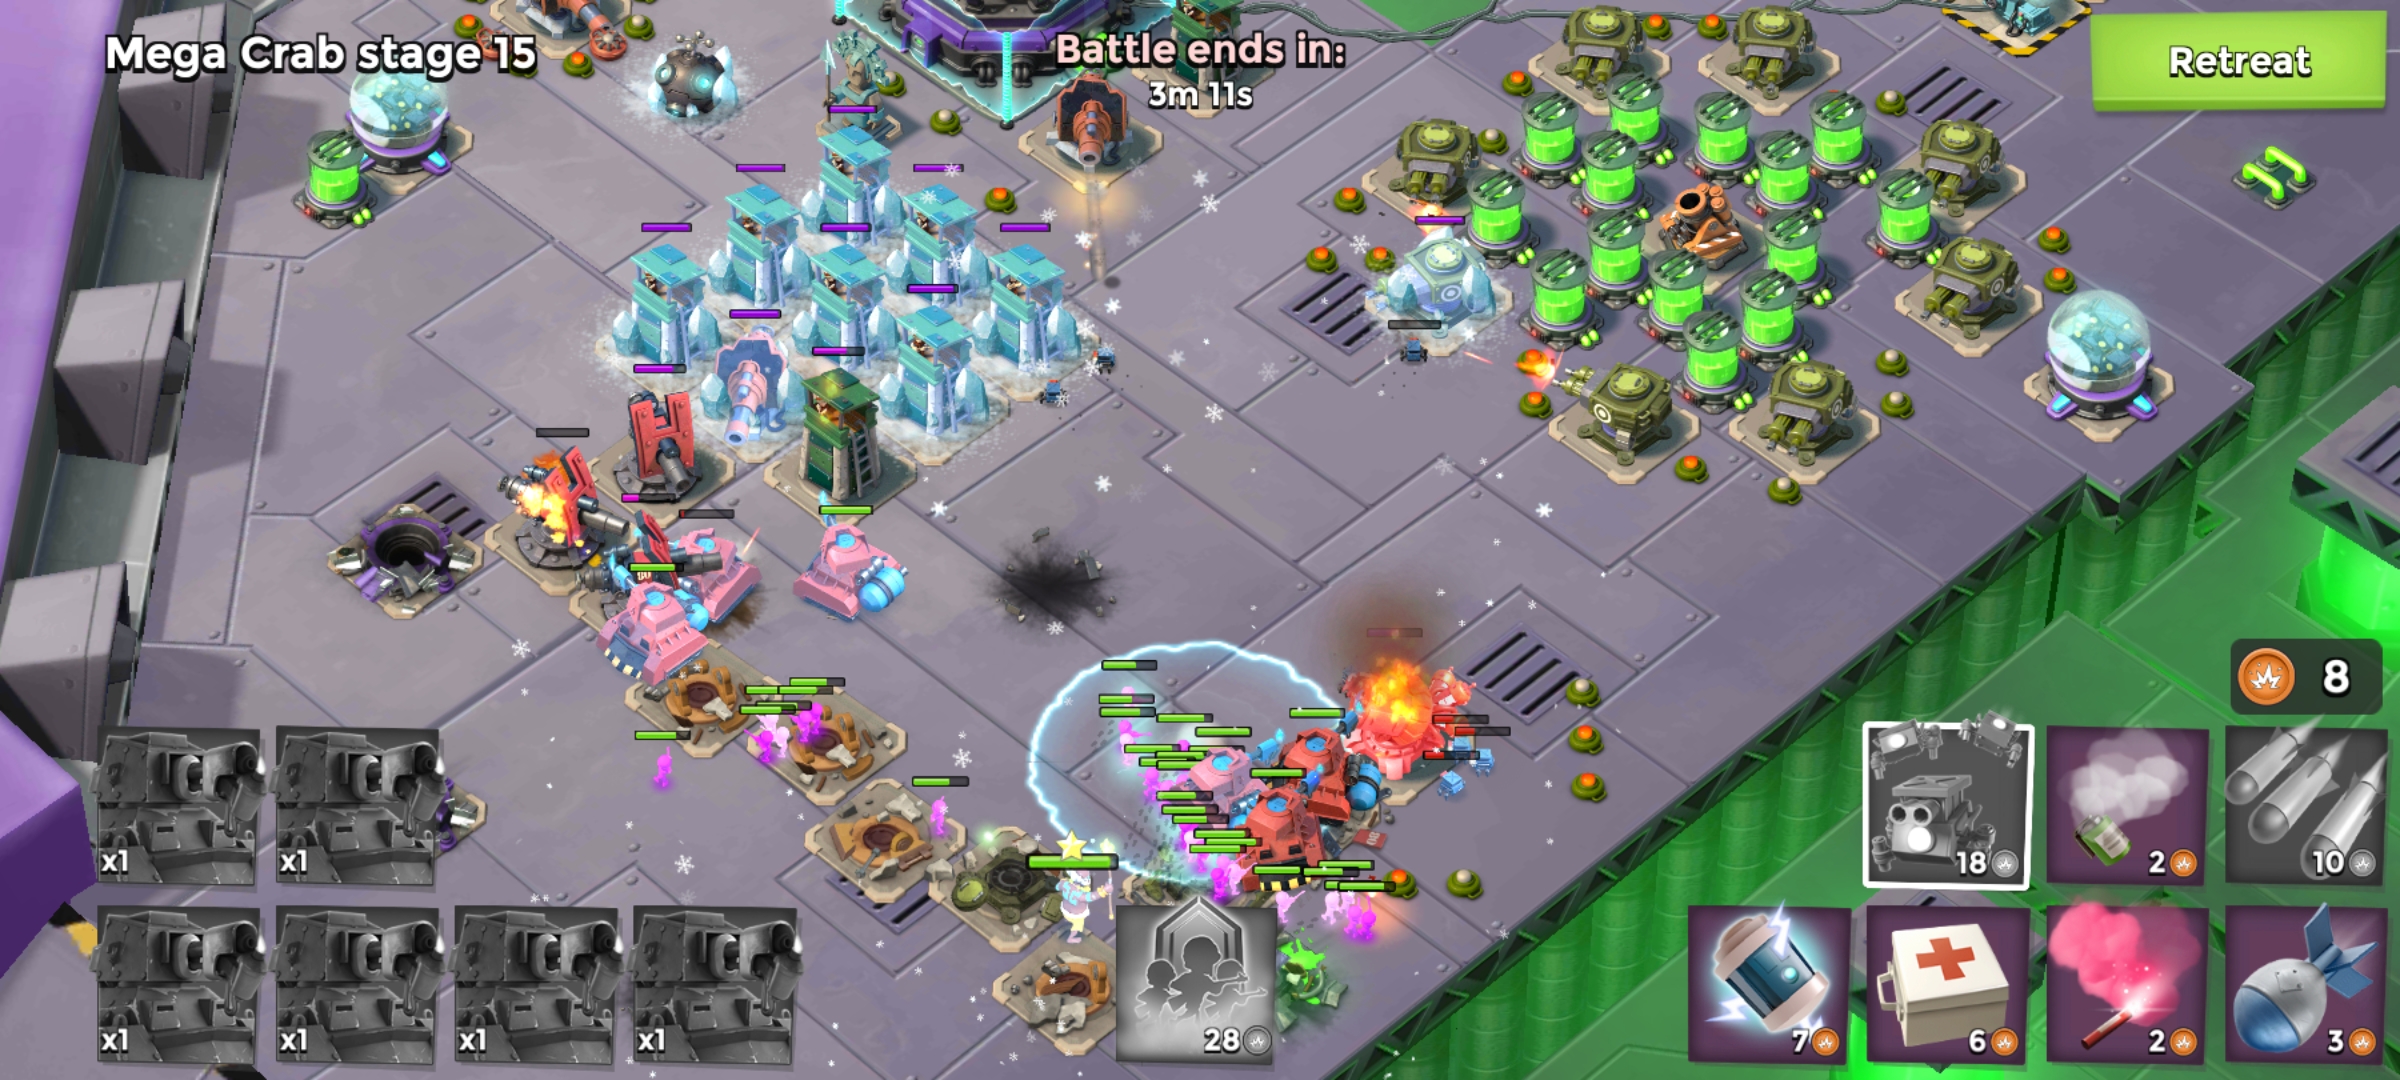 Mega Crab stage 15
Battle ends in:
3m 11s
Retreat
8
18
2
10
7
6
2
3
28
x1
x1
x1
x1
x1
x1